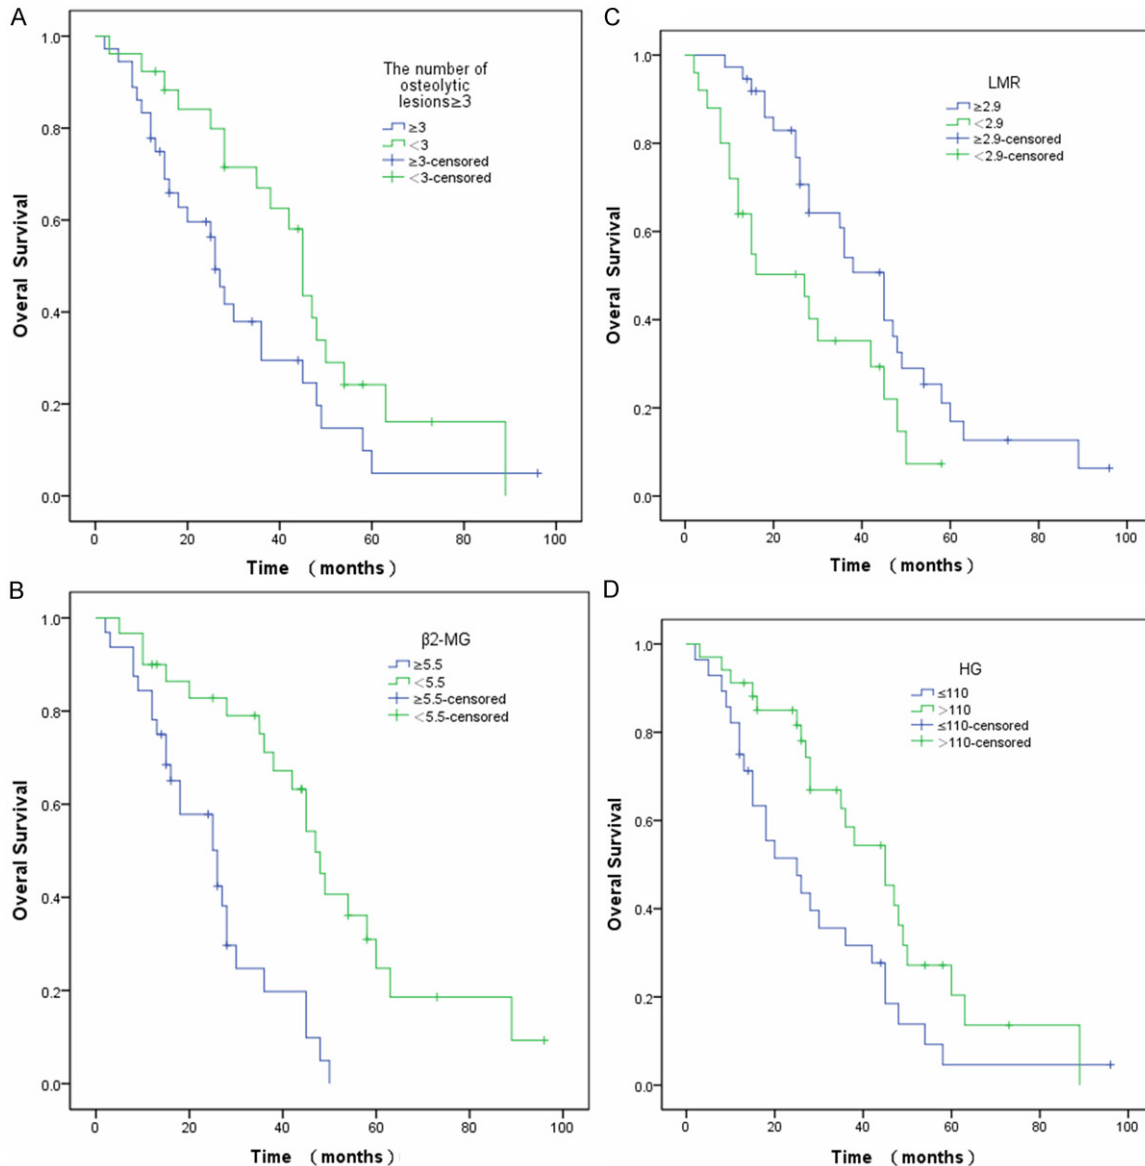 A
The number of
osteolytic
lesions≥3
≥3
<3
≥3-censored
<3-censored
Overal Survival
1.0
0.8
0.6
0.4
0.2
0.0
0 20 40 60 80 100
Time (months)
C
LMR
≥2.9
<2.9
≥2.9-censored
<2.9-censored
Overal Survival
1.0
0.8
0.6
0.4
0.2
0.0
0 20 40 60 80 100
Time (months)
B
β2-MG
≥5.5
<5.5
≥5.5-censored
<5.5-censored
Overal Survival
1.0
0.8
0.6
0.4
0.2
0.0
0 20 40 60 80 100
Time (months)
D
HG
≤110
>110
≤110-censored
>110-censored
Overal Survival
1.0
0.8
0.6
0.4
0.2
0.0
0 20 40 60 80 100
Time (months)